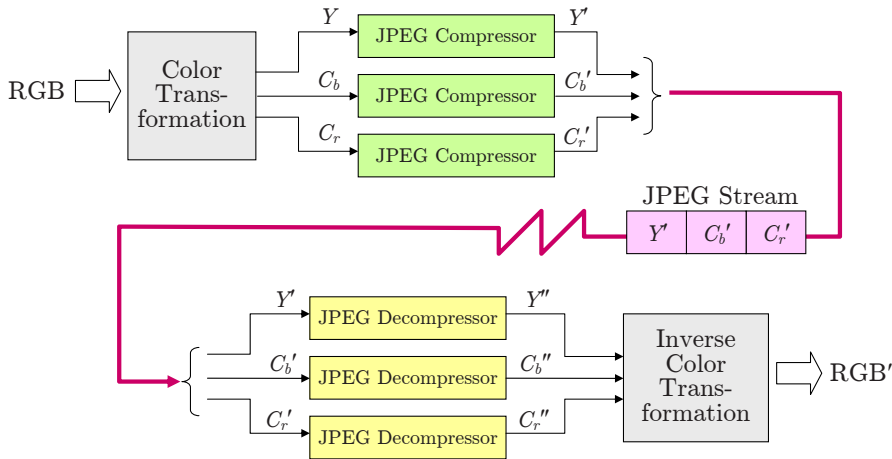 Y
JPEG Compressor
Y'
RGB
Color
Trans-
formation
C_b
JPEG Compressor
C_b'
C_r
JPEG Compressor
C_r'
JPEG Stream
Y' C_b' C_r'
Y'
JPEG Decompressor
Y''
C_b'
JPEG Decompressor
C_b''
C_r'
JPEG Decompressor
C_r''
Inverse
Color
Trans-
formation
RGB'